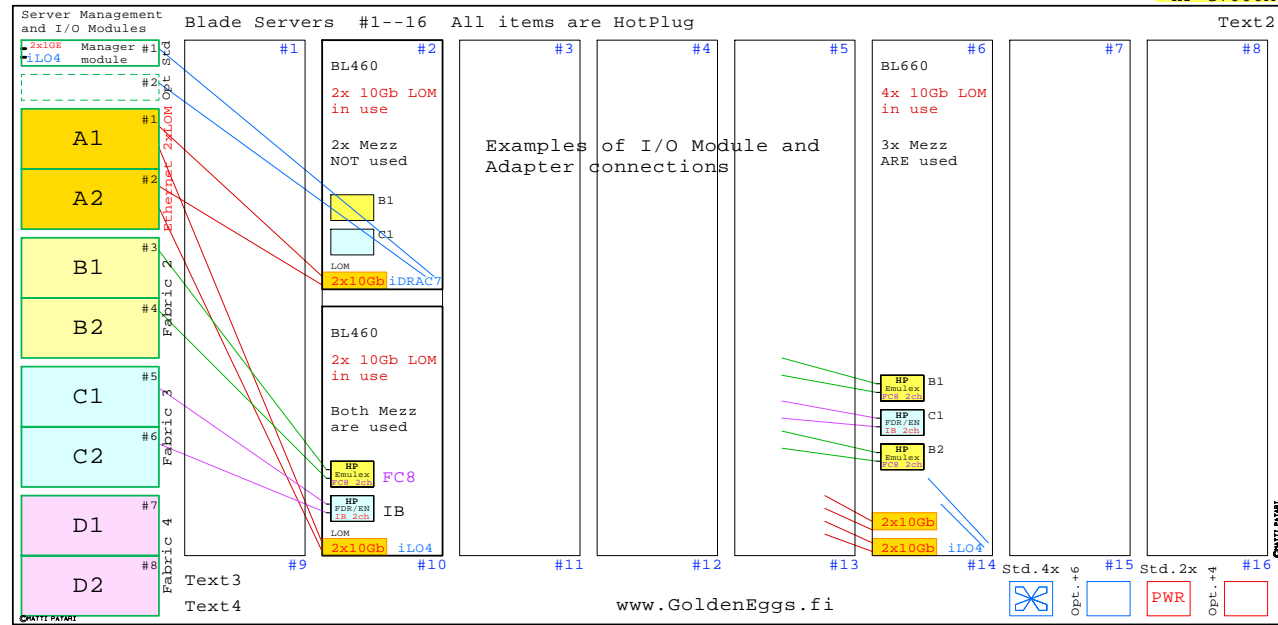 Server Management
and I/O Modules
Blade Servers #1--16 All items are HotPlug
Text2
2x1GE
iLO4
Manager
module
#1
Std
#2
Opt
A1
#1
A2
#2
Ethernet 2xLOM
B1
#3
B2
#4
Fabric 2
C1
#5
C2
#6
Fabric 3
D1
#7
D2
#8
Fabric 4
©MATTI PATARI
#1
#2
BL460
2x 10Gb LOM
in use
2x Mezz
NOT used
B1
C1
LOM
2x10Gb
iDRAC7
BL460
2x 10Gb LOM
in use
Both Mezz
are used
HP
Emulex
FC8 2ch
FC8
HP
FDR/EN
IB 2ch
IB
LOM
2x10Gb
iLO4
#3
#4
#5
Examples of I/O Module and
Adapter connections
#6
BL660
4x 10Gb LOM
in use
3x Mezz
ARE used
HP
Emulex
FC8 2ch
B1
HP
FDR/EN
IB 2ch
C1
HP
Emulex
FC8 2ch
B2
2x10Gb
2x10Gb
iLO4
#7
#8
#9
#10
#11
#12
#13
#14
#15
#16
Text3
Text4
www.GoldenEggs.fi
Std.4x
Opt.+6
Std.2x
PWR
Opt.+4
©MATTI PATARI